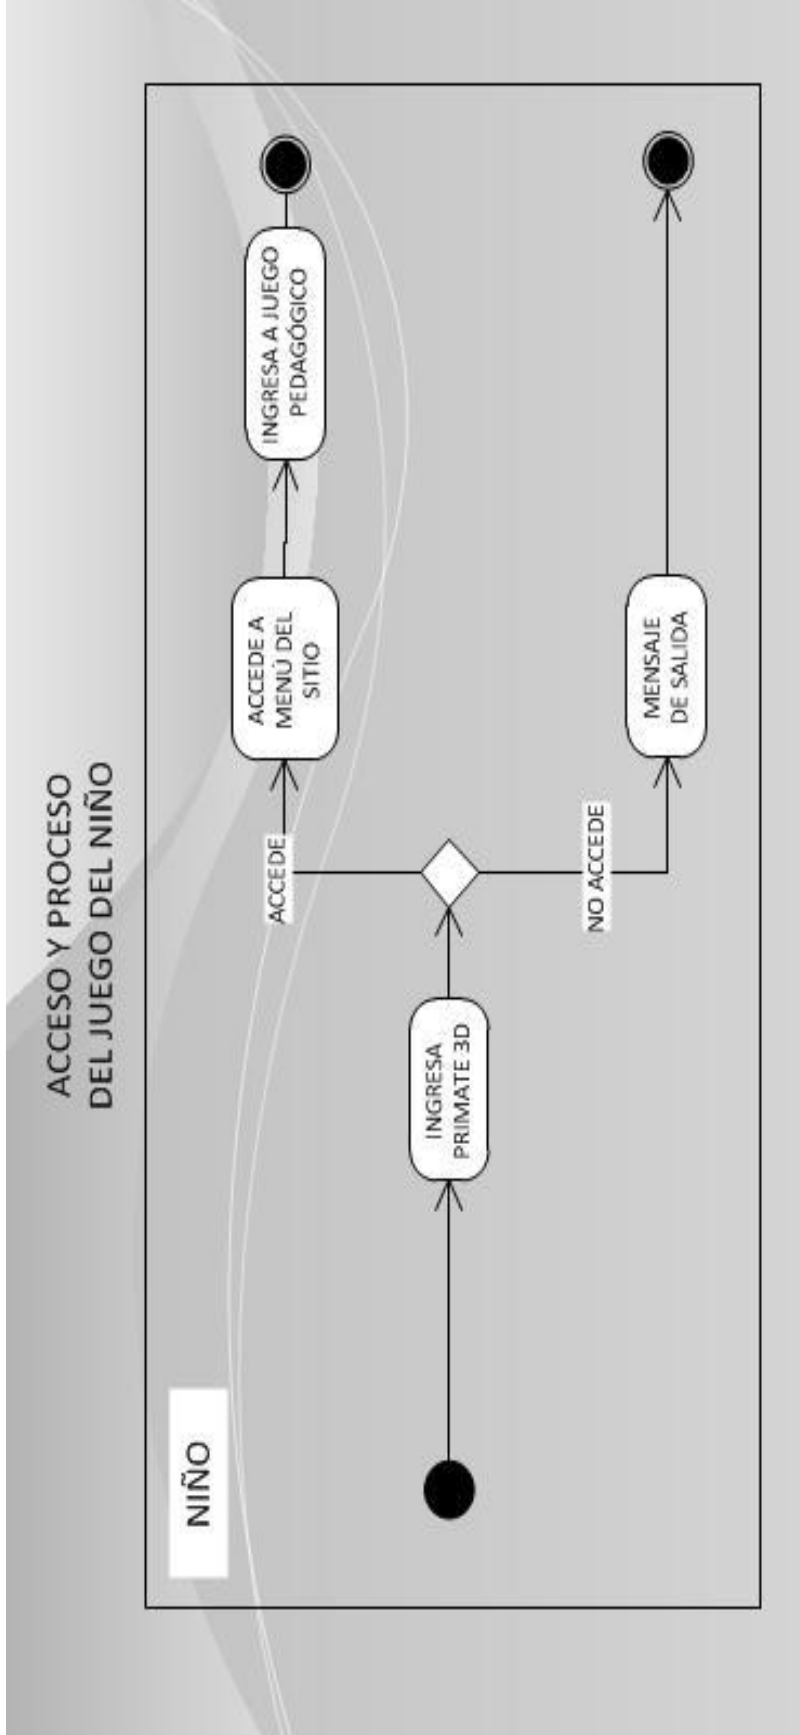 ACCESO Y PROCESO
DEL JUEGO DEL NIÑO
NIÑO
INGRESA
PRIMATE 3D
ACCEDE
ACCEDE A
MENÚ DEL
SITIO
INGRESA A JUEGO
PEDAGÓGICO
NO ACCEDE
MENSAJE
DE SALIDA